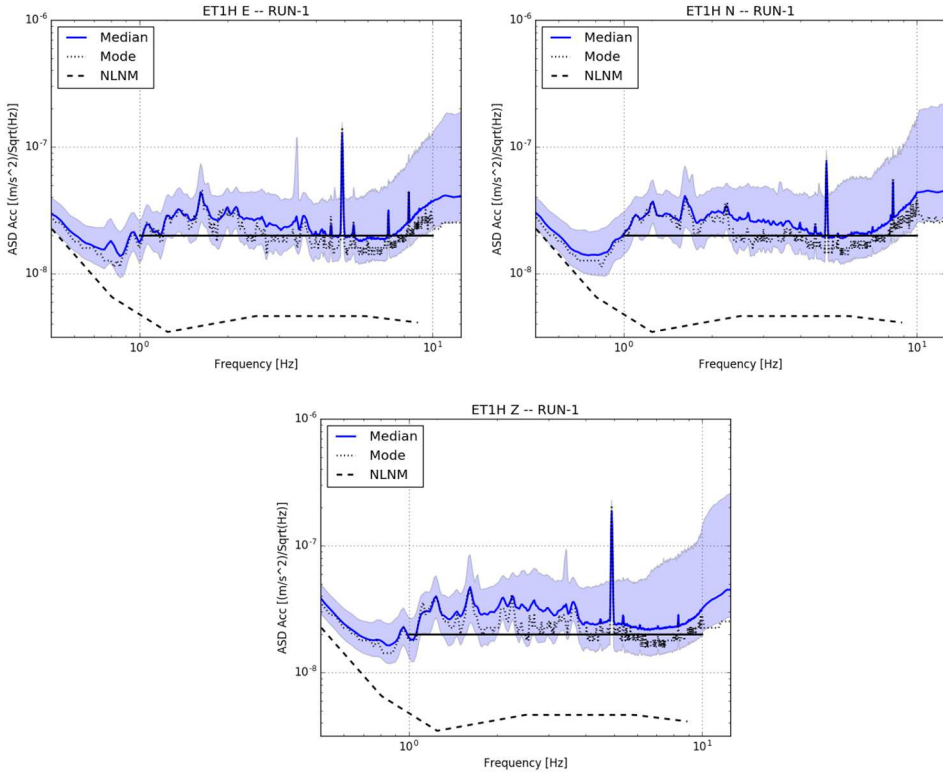 ET1H E -- RUN-1
Median
Mode
NLNM
10^-6
10^-7
10^-8
ASD Acc [(m/s^2)/Sqrt(Hz)]
10^0
10^1
Frequency [Hz]
ET1H N -- RUN-1
Median
Mode
NLNM
10^-6
10^-7
10^-8
ASD Acc [(m/s^2)/Sqrt(Hz)]
10^0
10^1
Frequency [Hz]
ET1H Z -- RUN-1
Median
Mode
NLNM
10^-6
10^-7
10^-8
ASD Acc [(m/s^2)/Sqrt(Hz)]
10^0
10^1
Frequency [Hz]